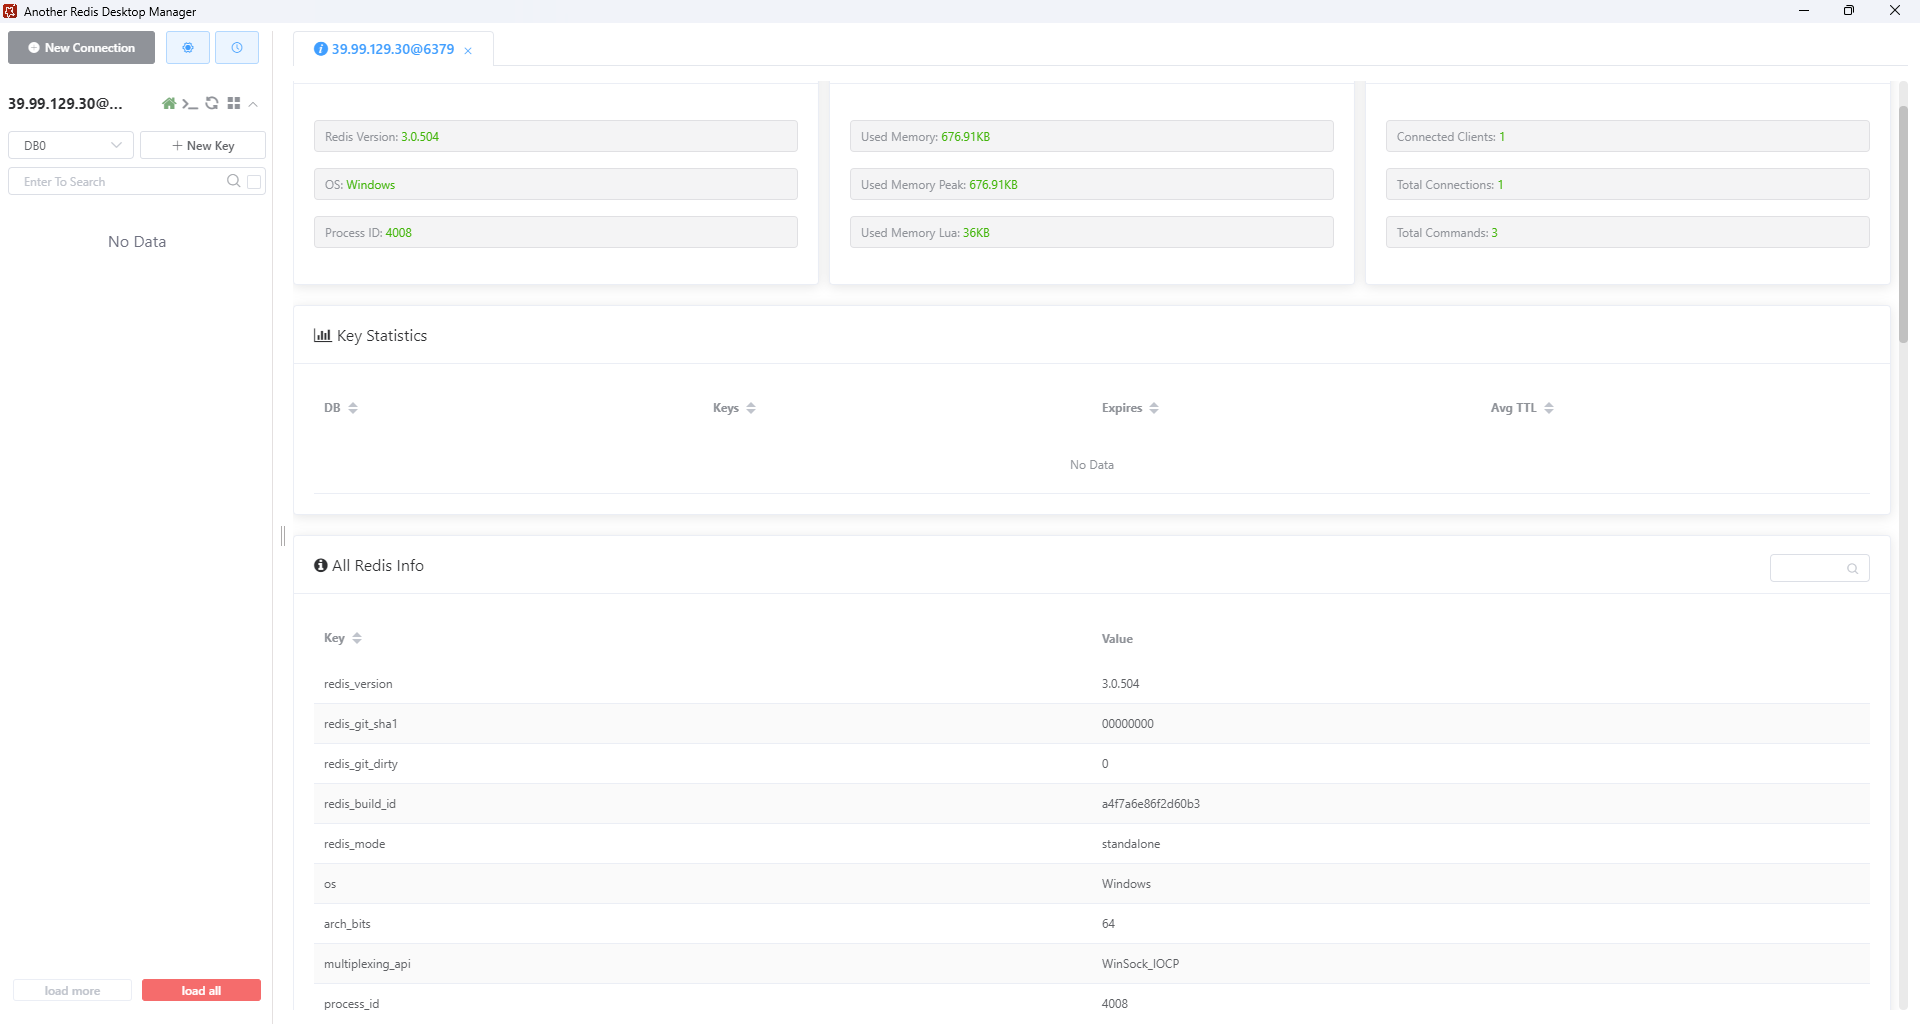 Another Redis Desktop Manager
New Connection
39.99.129.30@6379
39.99.129.30@...
DB0
New Key
Enter To Search
No Data
load more
load all
Redis Version: 3.0.504
OS: Windows
Process ID: 4008
Used Memory: 676.91KB
Used Memory Peak: 676.91KB
Used Memory Lua: 36KB
Connected Clients: 1
Total Connections: 1
Total Commands: 3
Key Statistics
DB Keys Expires Avg TTL
No Data
All Redis Info
Key Value
redis_version 3.0.504
redis_git_sha1 00000000
redis_git_dirty 0
redis_build_id a4f7a6e86f2d60b3
redis_mode standalone
os Windows
arch_bits 64
multiplexing_api WinSock_IOCP
process_id 4008